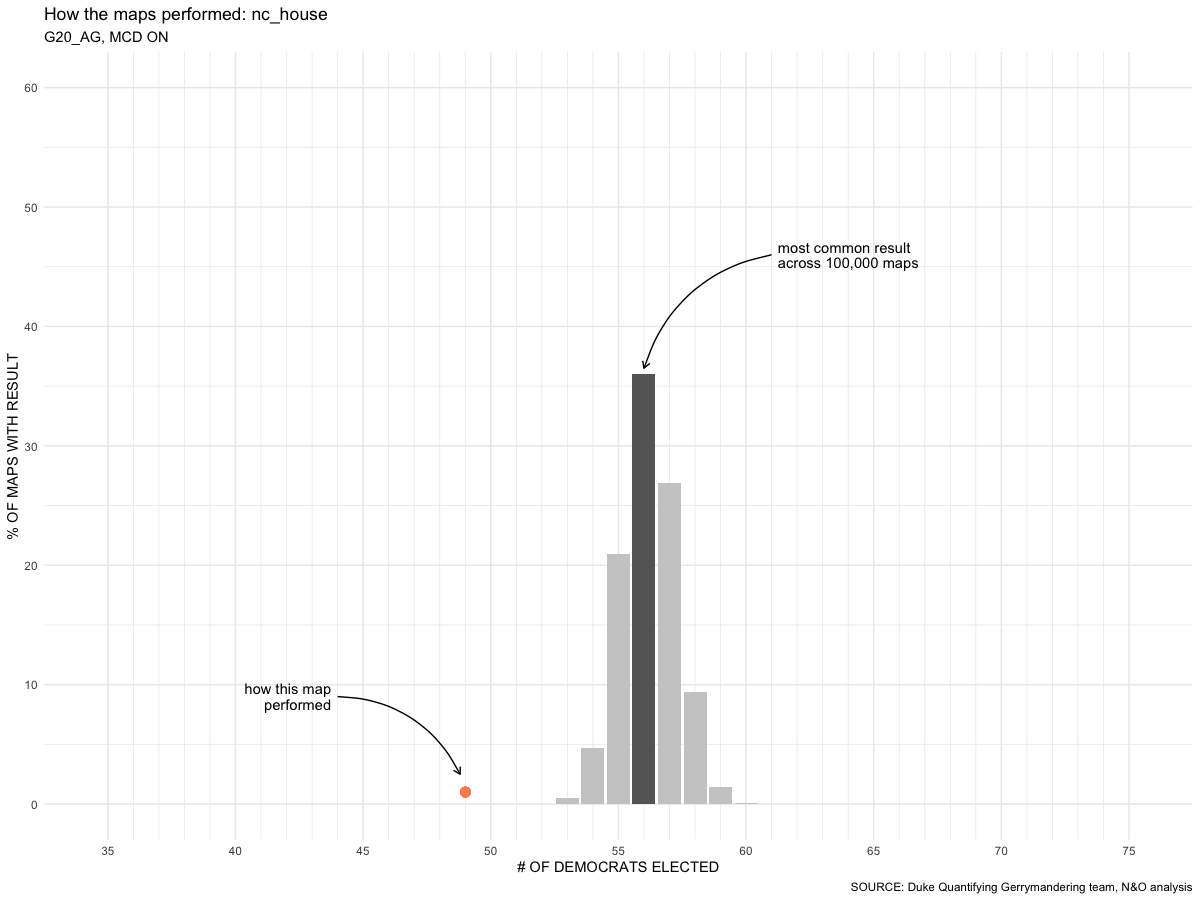 How the maps performed: nc_house
G20_AG, MCD ON
60
50
40
30
20
10
0
% OF MAPS WITH RESULT
most common result
across 100,000 maps
how this map
performed
35
40
45
50
55
60
65
70
75
# OF DEMOCRATS ELECTED
SOURCE: Duke Quantifying Gerrymandering team, N&O analysis